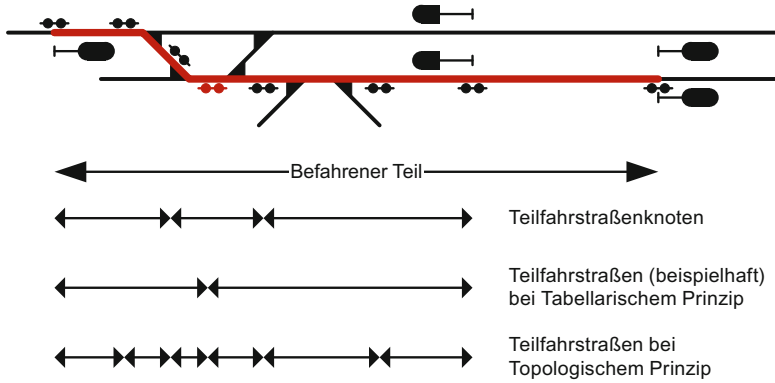 Befahrener Teil
Teilfahrstraßenknoten
Teilfahrstraßen (beispielhaft)
bei Tabellarischem Prinzip
Teilfahrstraßen bei
Topologischem Prinzip